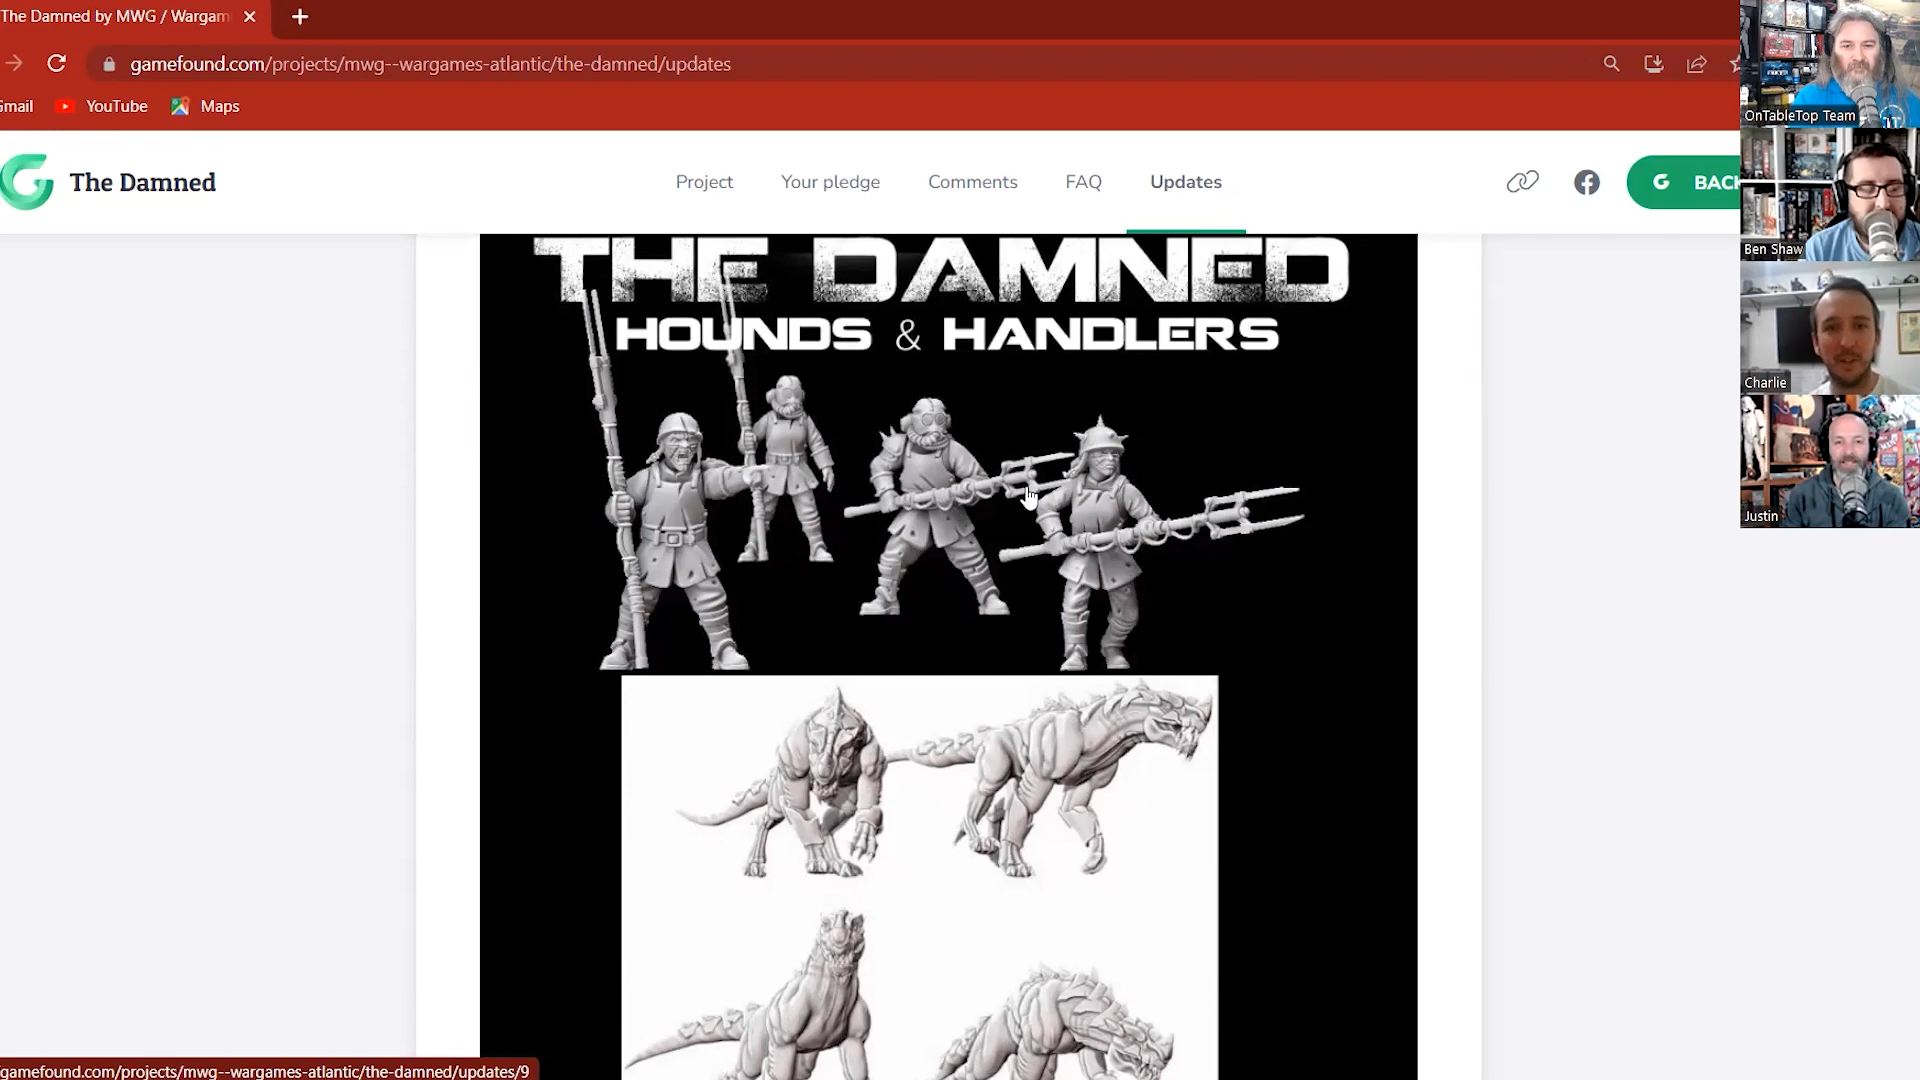 The Damned by MWG / Wargam
gamefound.com/projects/mwg--wargames-atlantic/the-damned/updates
Gmail
YouTube
Maps
The Damned
Project
Your pledge
Comments
FAQ
Updates
BACK
THE DAMNED
HOUNDS & HANDLERS
OnTableTop Team
Ben Shaw
Charlie
Justin
gamefound.com/projects/mwg--wargames-atlantic/the-damned/updates/9